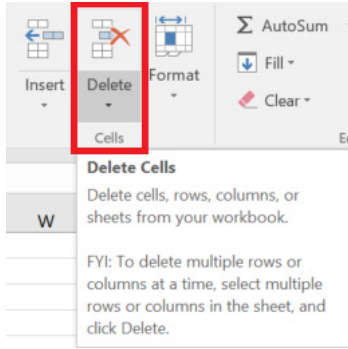 Insert
Delete
Format
Cells
AutoSum
Fill
Clear
E
W
Delete Cells
Delete cells, rows, columns, or
sheets from your workbook.
FYI: To delete multiple rows or
columns at a time, select multiple
rows or columns in the sheet, and
click Delete.